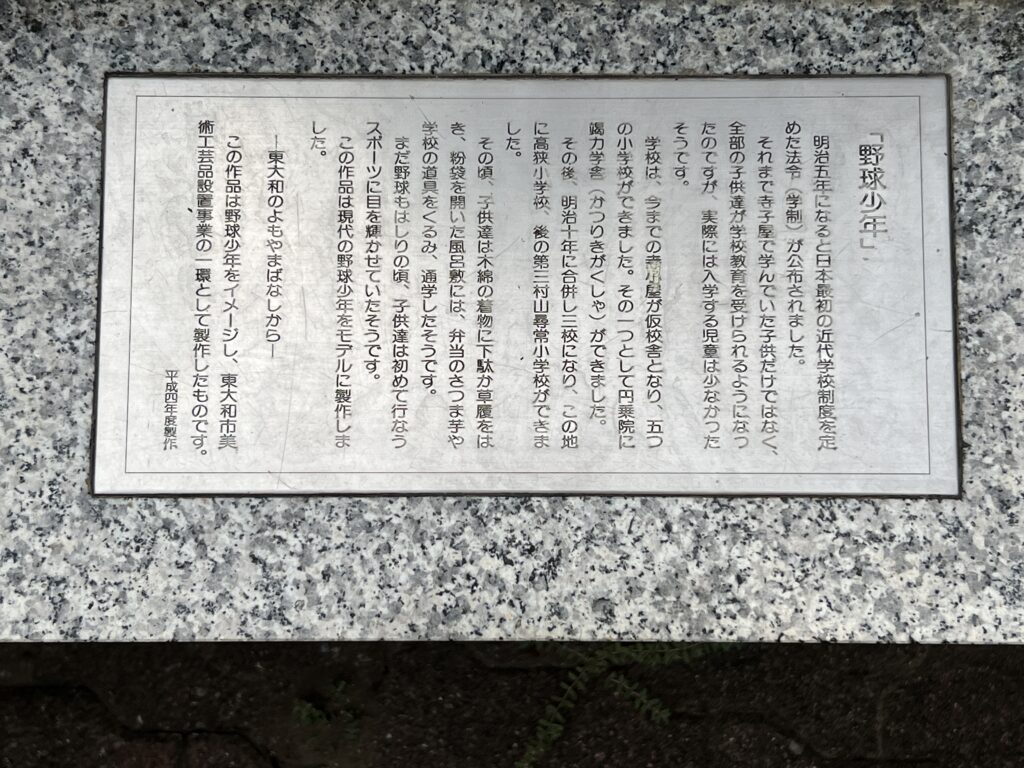 「野球少年」
　明治五年になると日本最初の近代学校制度を定
めた法令（学制）が公布されました。
　それまで寺子屋で学んでいた子供だけではなく、
全部の子供達が学校教育を受けられるようになっ
たのですが、実際には入学する児童は少なかった
そうです。
　学校は、今までの寺小屋が仮校舎となり、五つ
の小学校ができました。その一つとして円乗院に
竭力学舎（かつりきがくしゃ）ができました。
　その後、明治十年に合併し三校になり、この地
に高狭小学校、後の第三村山尋常小学校ができま
した。
　その頃、子供達は木綿の着物に下駄か草履をは
き、粉袋を開いた風呂敷には、弁当のさつま芋や
学校の道具をくるみ、通学したそうです。
　まだ野球もはしりの頃、子供達は初めて行なう
スポーツに目を輝かせていたそうです。
　この作品は現代の野球少年をモデルに製作しま
した。
　―東大和のよもやまばなしから―
　この作品は野球少年をイメージし、東大和市美
術工芸品設置事業の一環として製作したものです。
平成四年度製作